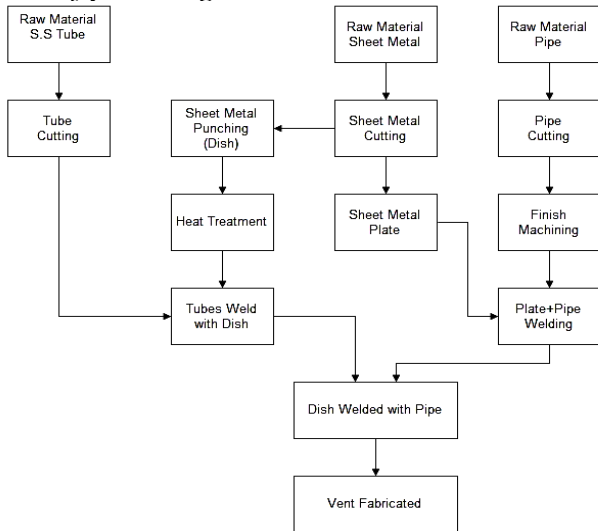 Raw Material
S.S Tube
Raw Material
Sheet Metal
Raw Material
Pipe
Tube
Cutting
Sheet Metal
Punching
(Dish)
Sheet Metal
Cutting
Pipe
Cutting
Heat Treatment
Sheet Metal
Plate
Finish
Machining
Tubes Weld
with Dish
Plate+Pipe
Welding
Dish Welded with Pipe
Vent Fabricated